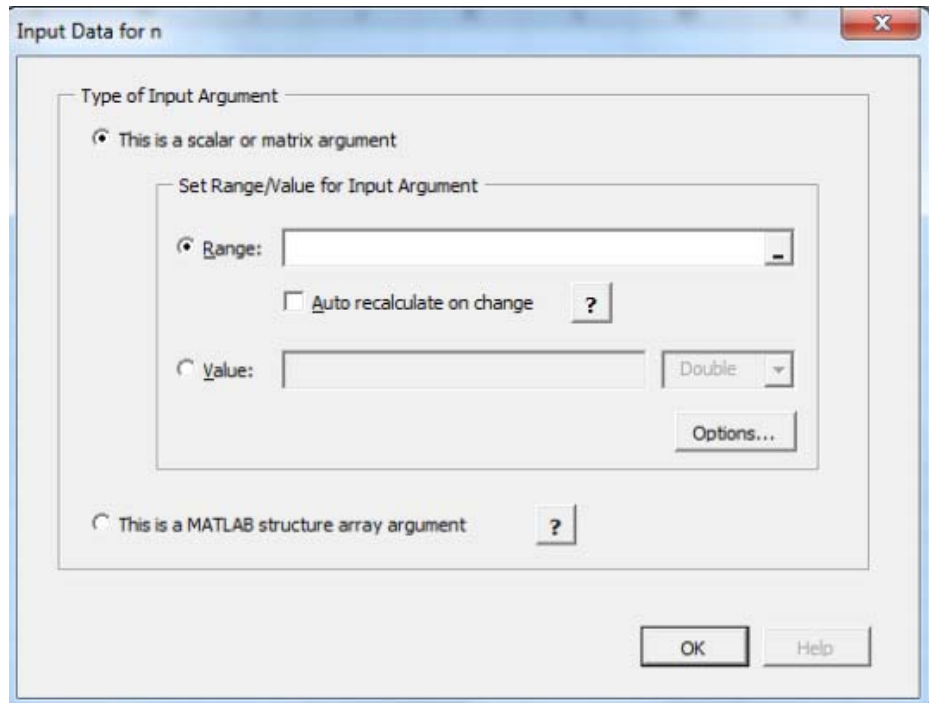 Input Data for n
Type of Input Argument
This is a scalar or matrix argument
Set Range/Value for Input Argument
Range:
Auto recalculate on change ?
Value: Double
Options...
This is a MATLAB structure array argument ?
OK Help